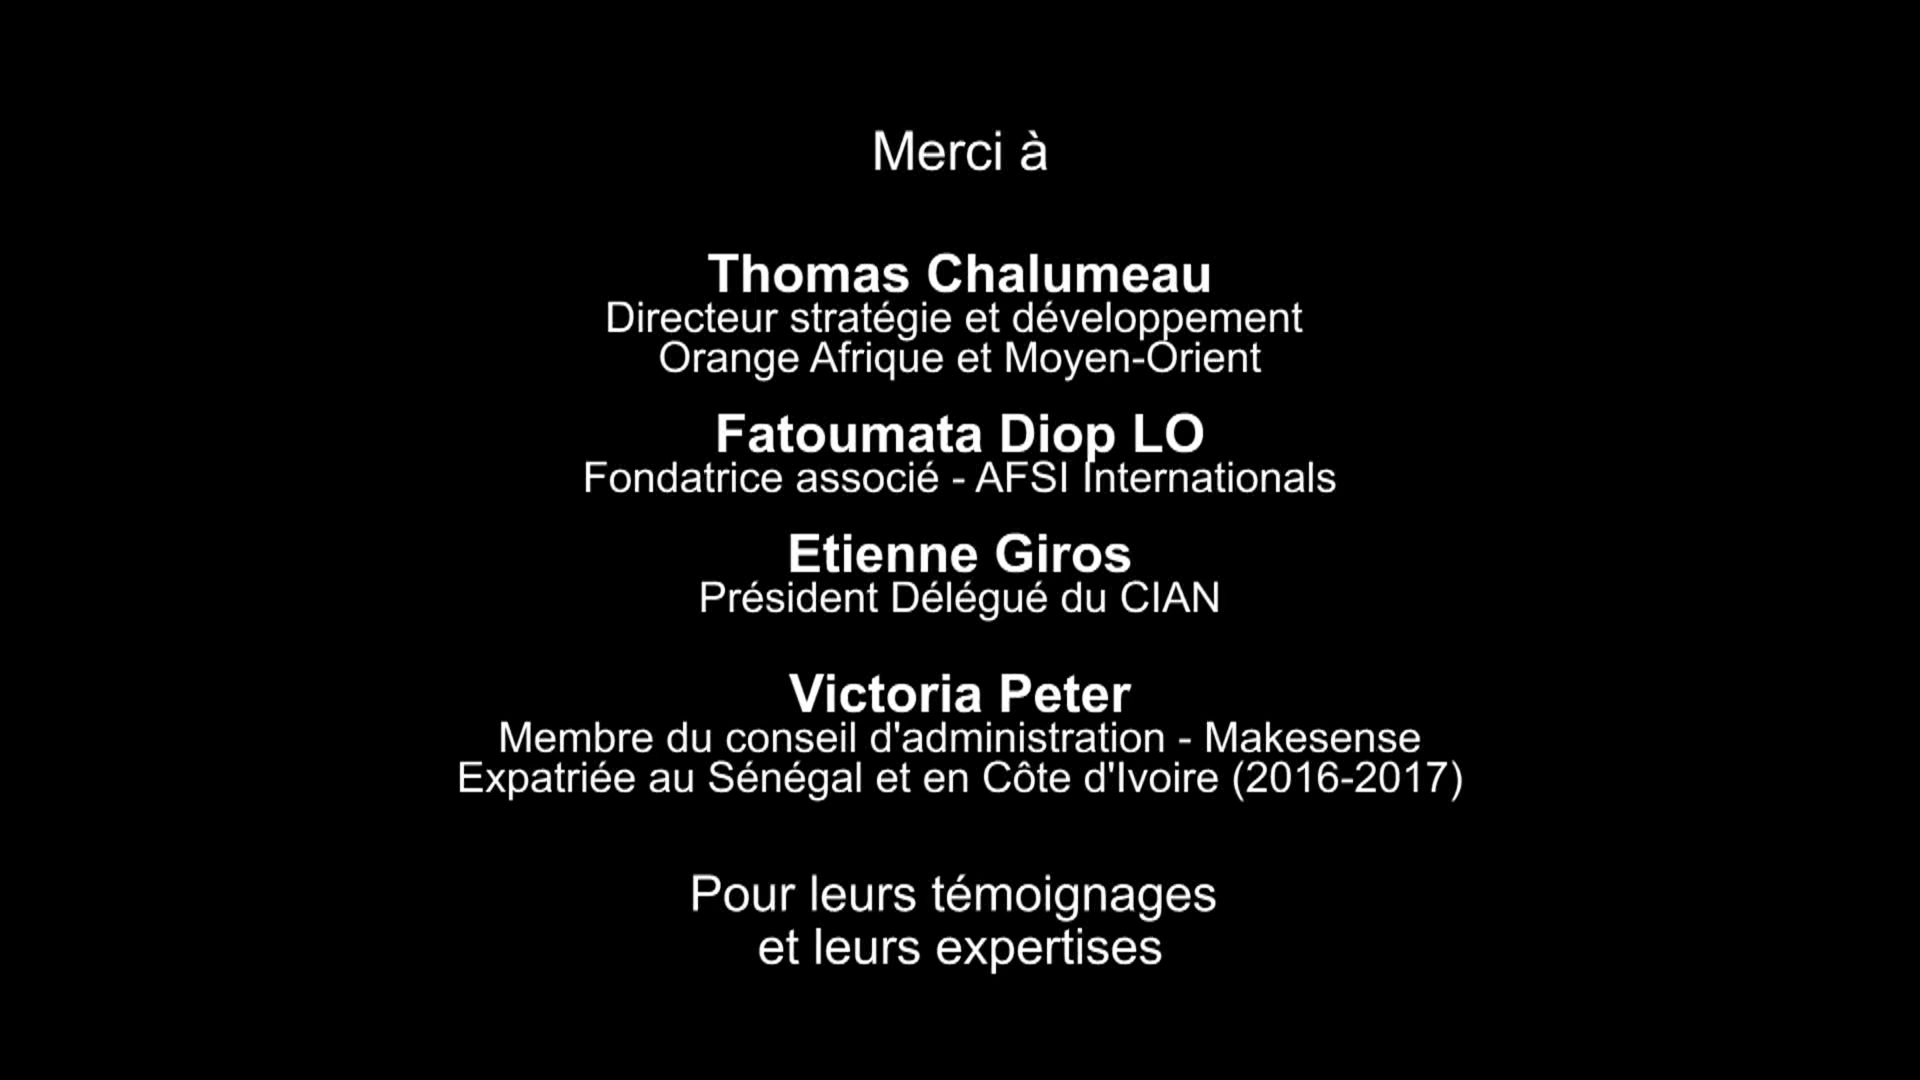 Merci à
Thomas Chalumeau
Directeur stratégie et développement
Orange Afrique et Moyen-Orient
Fatoumata Diop LO
Fondatrice associé - AFSI Internationals
Etienne Giros
Président Délégué du CIAN
Victoria Peter
Membre du conseil d'administration - Makesense
Expatriée au Sénégal et en Côte d'Ivoire (2016-2017)
Pour leurs témoignages
et leurs expertises